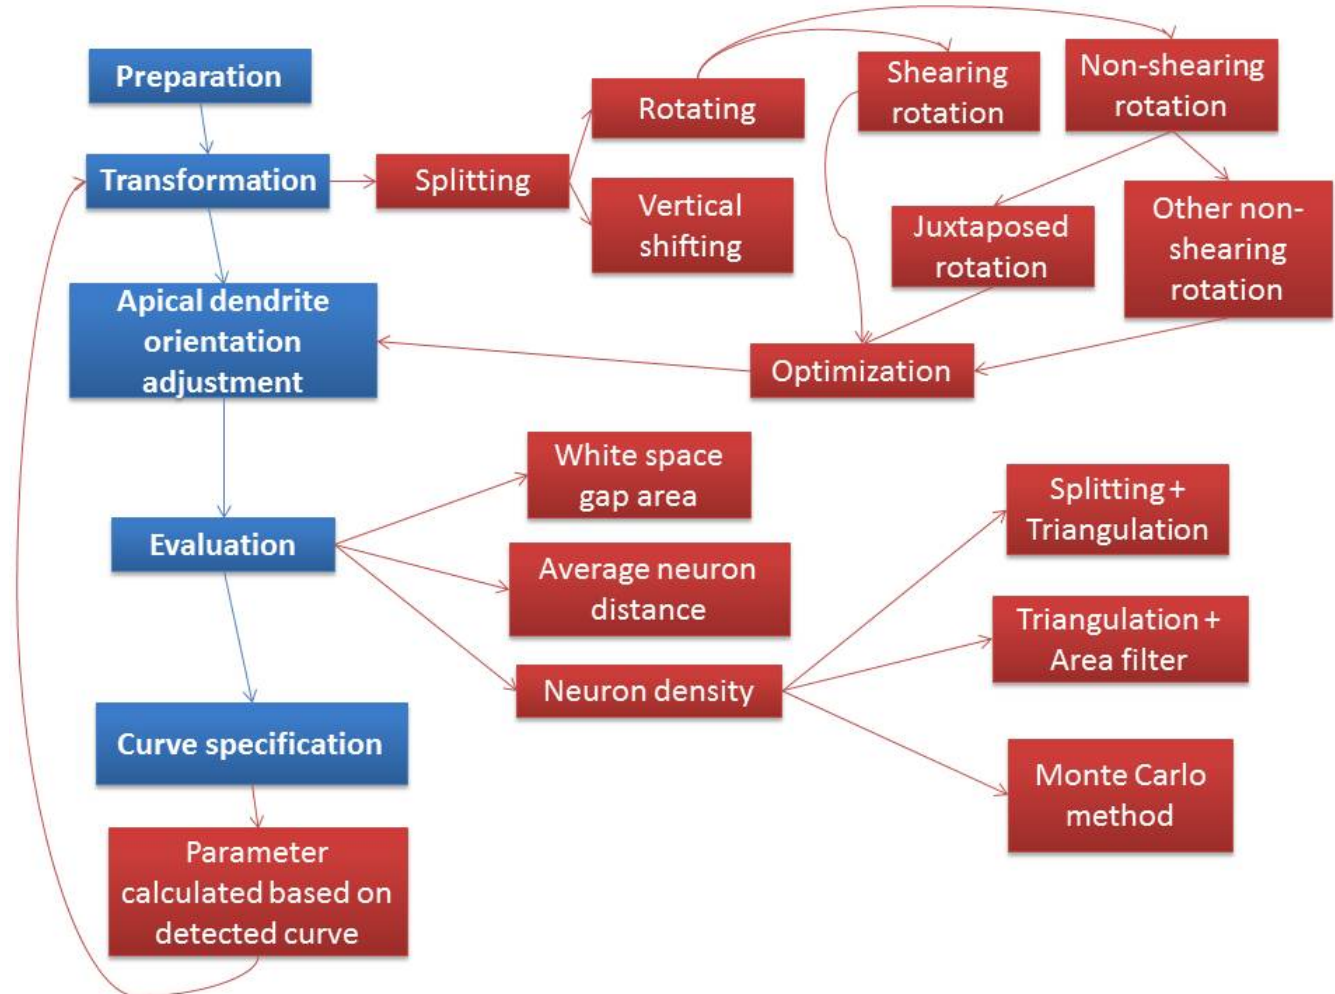 Preparation
Transformation
Splitting
Rotating
Vertical
shifting
Shearing
rotation
Non-shearing
rotation
Juxtaposed
rotation
Other non-
shearing
rotation
Optimization
Apical dendrite
orientation
adjustment
Evaluation
White space
gap area
Average neuron
distance
Neuron density
Splitting +
Triangulation
Triangulation +
Area filter
Monte Carlo
method
Curve specification
Parameter
calculated based on
detected curve